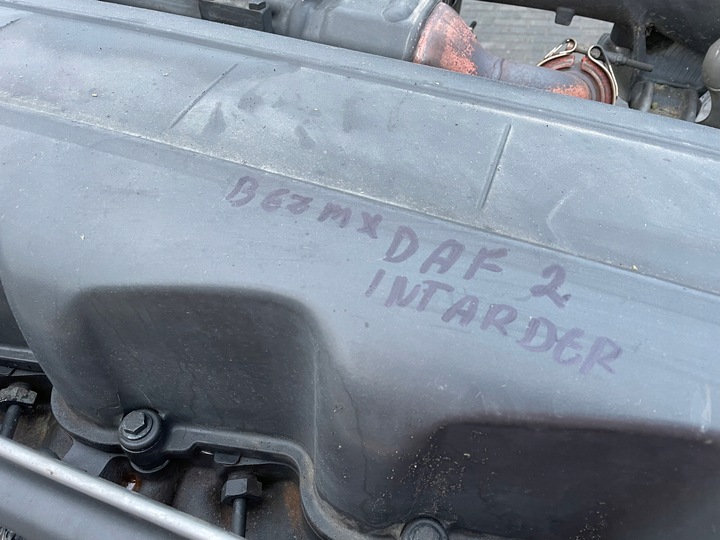 BEZ MX
DAF 2
INTARDER